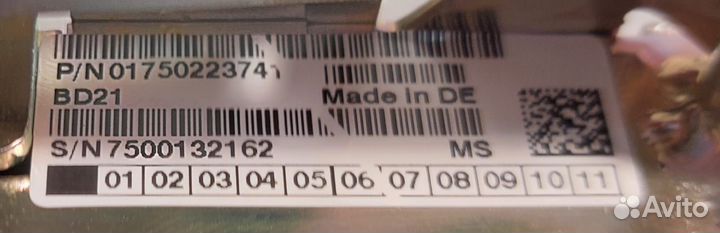 P/N 01750223741
BD21 Made in DE
S/N 7500132162 MS
01 02 03 04 05 06 07 08 09 10 11
Avito